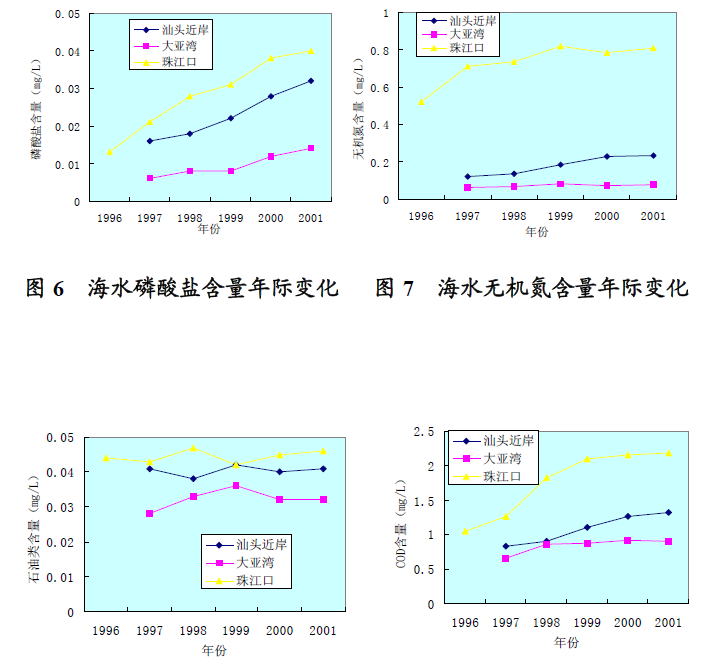 0.05
0.04
0.03
0.02
0.01
0
磷酸盐含量（mg/L）
汕头近岸
大亚湾
珠江口
1996 1997 1998 1999 2000 2001
年份
1
0.8
0.6
0.4
0.2
0
无机氮含量（mg/L）
汕头近岸
大亚湾
珠江口
1996 1997 1998 1999 2000 2001
年份
图 6 海水磷酸盐含量年际变化
图 7 海水无机氮含量年际变化
0.05
0.04
0.03
0.02
0.01
0
石油类含量（mg/L）
汕头近岸
大亚湾
珠江口
1996 1997 1998 1999 2000 2001
年份
2.5
2
1.5
1
0.5
0
COD含量（mg/L）
汕头近岸
大亚湾
珠江口
1996 1997 1998 1999 2000 2001
年份